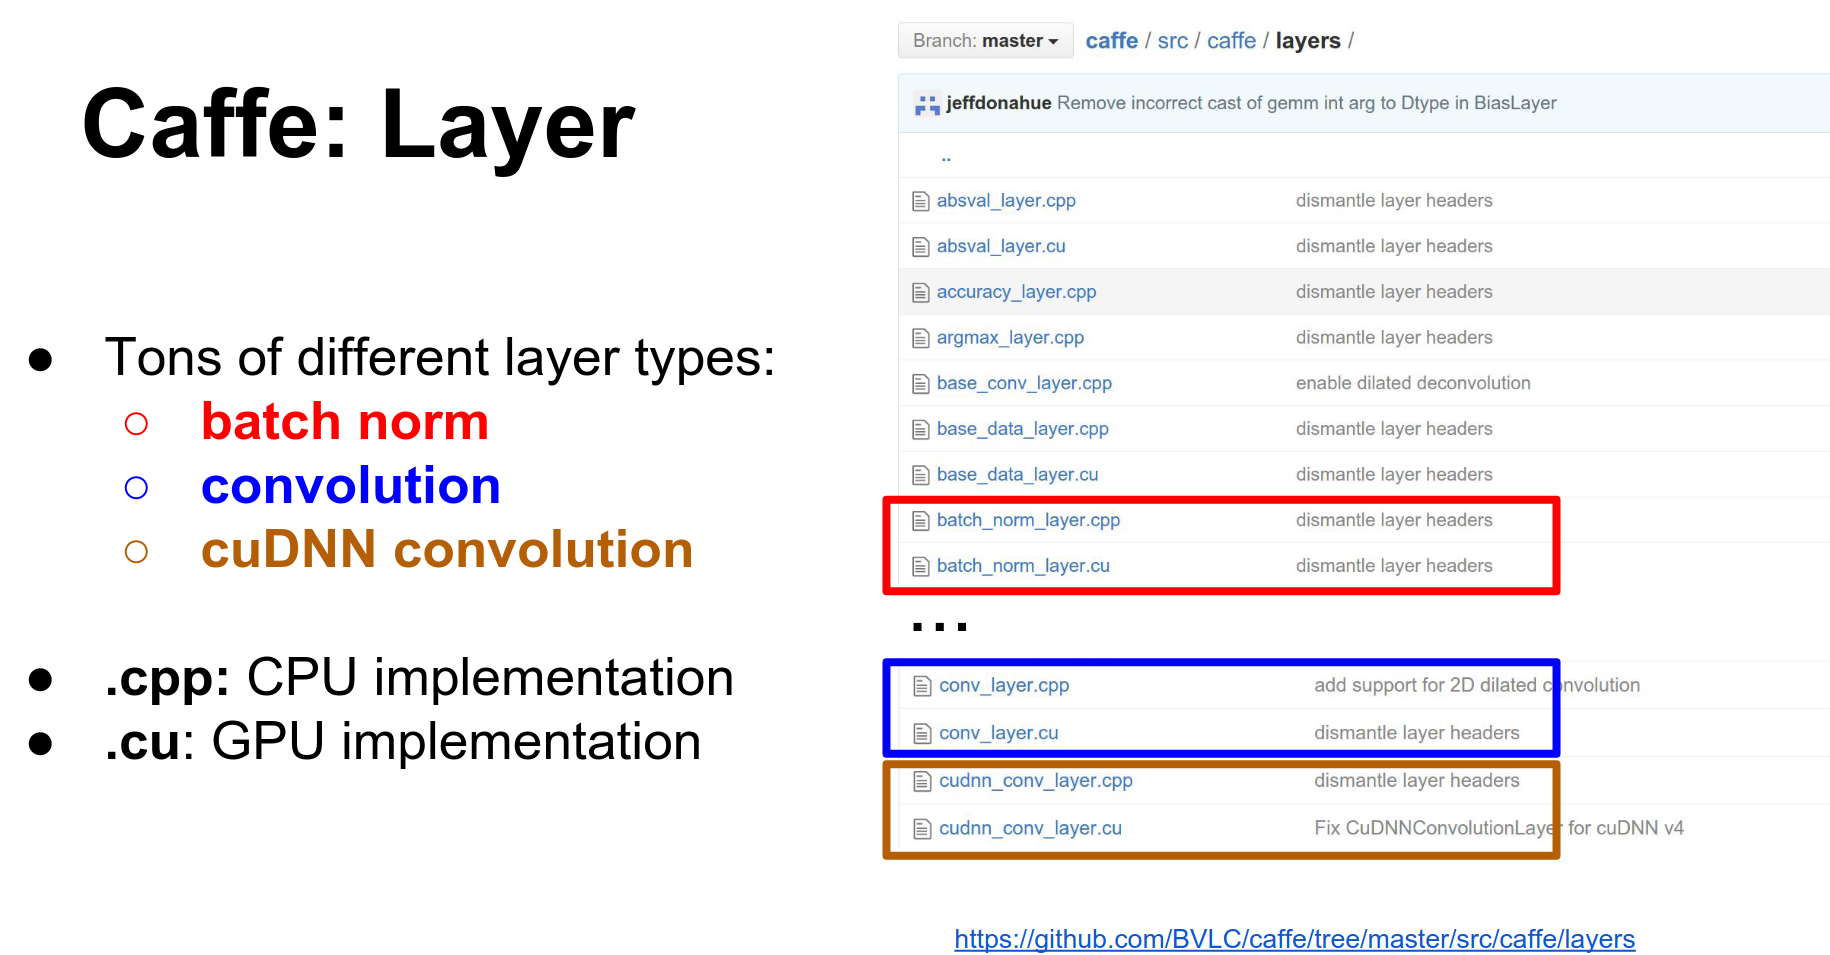 Caffe: Layer
● Tons of different layer types:
○ batch norm
○ convolution
○ cuDNN convolution
● .cpp: CPU implementation
● .cu: GPU implementation
Branch: master caffe / src / caffe / layers /
jeffdonahue Remove incorrect cast of gemm int arg to Dtype in BiasLayer
..
absval_layer.cpp dismantle layer headers
absval_layer.cu dismantle layer headers
accuracy_layer.cpp dismantle layer headers
argmax_layer.cpp dismantle layer headers
base_conv_layer.cpp enable dilated deconvolution
base_data_layer.cpp dismantle layer headers
base_data_layer.cu dismantle layer headers
batch_norm_layer.cpp dismantle layer headers
batch_norm_layer.cu dismantle layer headers
...
conv_layer.cpp add support for 2D dilated convolution
conv_layer.cu dismantle layer headers
cudnn_conv_layer.cpp dismantle layer headers
cudnn_conv_layer.cu Fix CuDNNConvolutionLayer for cuDNN v4
https://github.com/BVLC/caffe/tree/master/src/caffe/layers